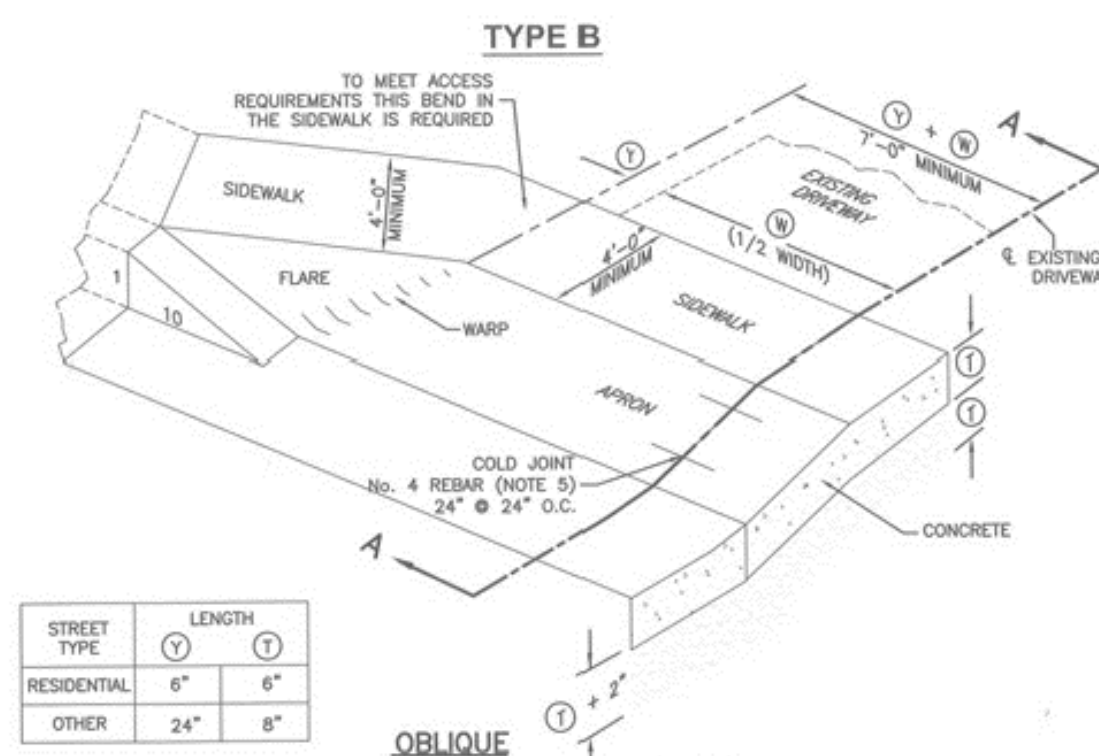 TYPE B
TO MEET ACCESS
REQUIREMENTS THIS BEND IN
THE SIDEWALK IS REQUIRED
Y
Y + W
7'-0" MINIMUM
A
SIDEWALK
4'-0"
MINIMUM
EXISTING
DRIVEWAY
W
(1/2 WIDTH)
4'-0"
MINIMUM
℄ EXISTING
DRIVEWA
1
10
FLARE
WARP
SIDEWALK
T
T
APRON
COLD JOINT
No. 4 REBAR (NOTE 5)
24" @ 24" O.C.
CONCRETE
A
STREET
TYPE
LENGTH
Y
T
RESIDENTIAL 6" 6"
OTHER 24" 8"
T + 2"
OBLIQUE